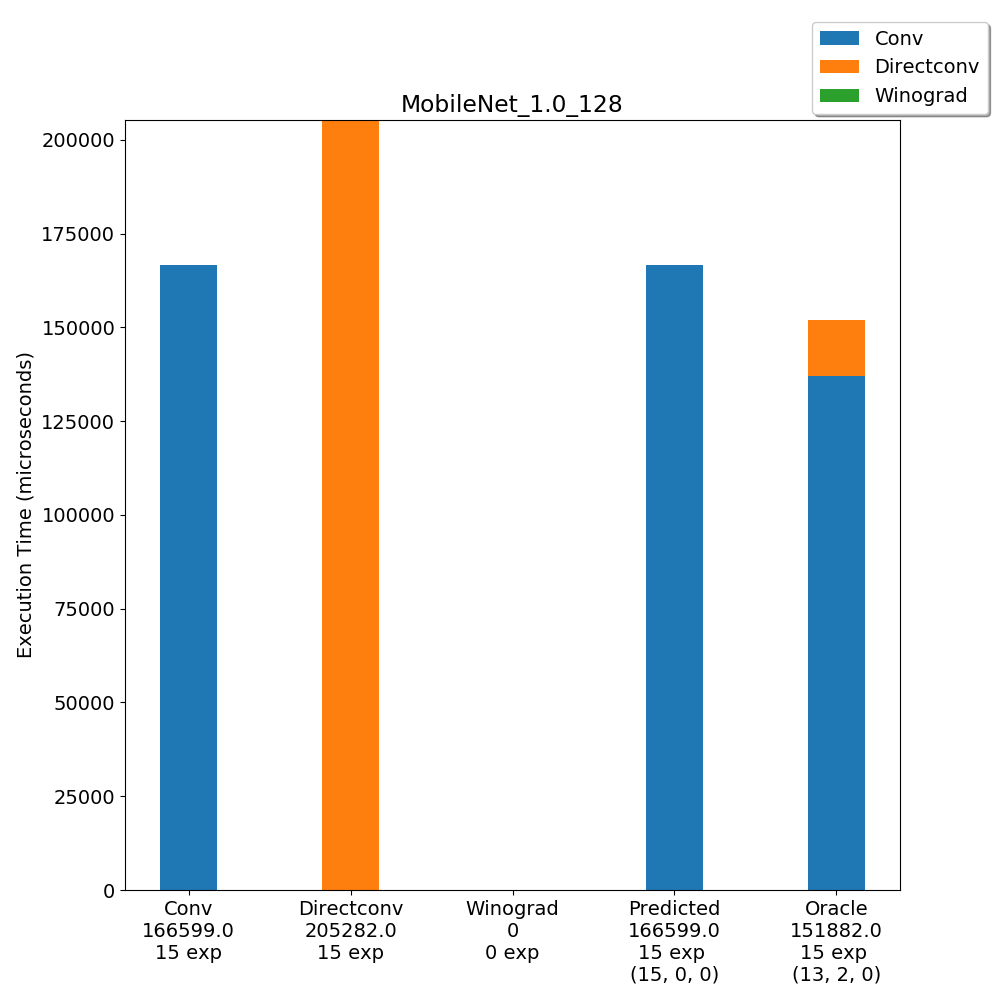 Conv
Directconv
Winograd
MobileNet_1.0_128
Execution Time (microseconds)
200000
175000
150000
125000
100000
75000
50000
25000
0
Conv
166599.0
15 exp
Directconv
205282.0
15 exp
Winograd
0
0 exp
Predicted
166599.0
15 exp
(15, 0, 0)
Oracle
151882.0
15 exp
(13, 2, 0)